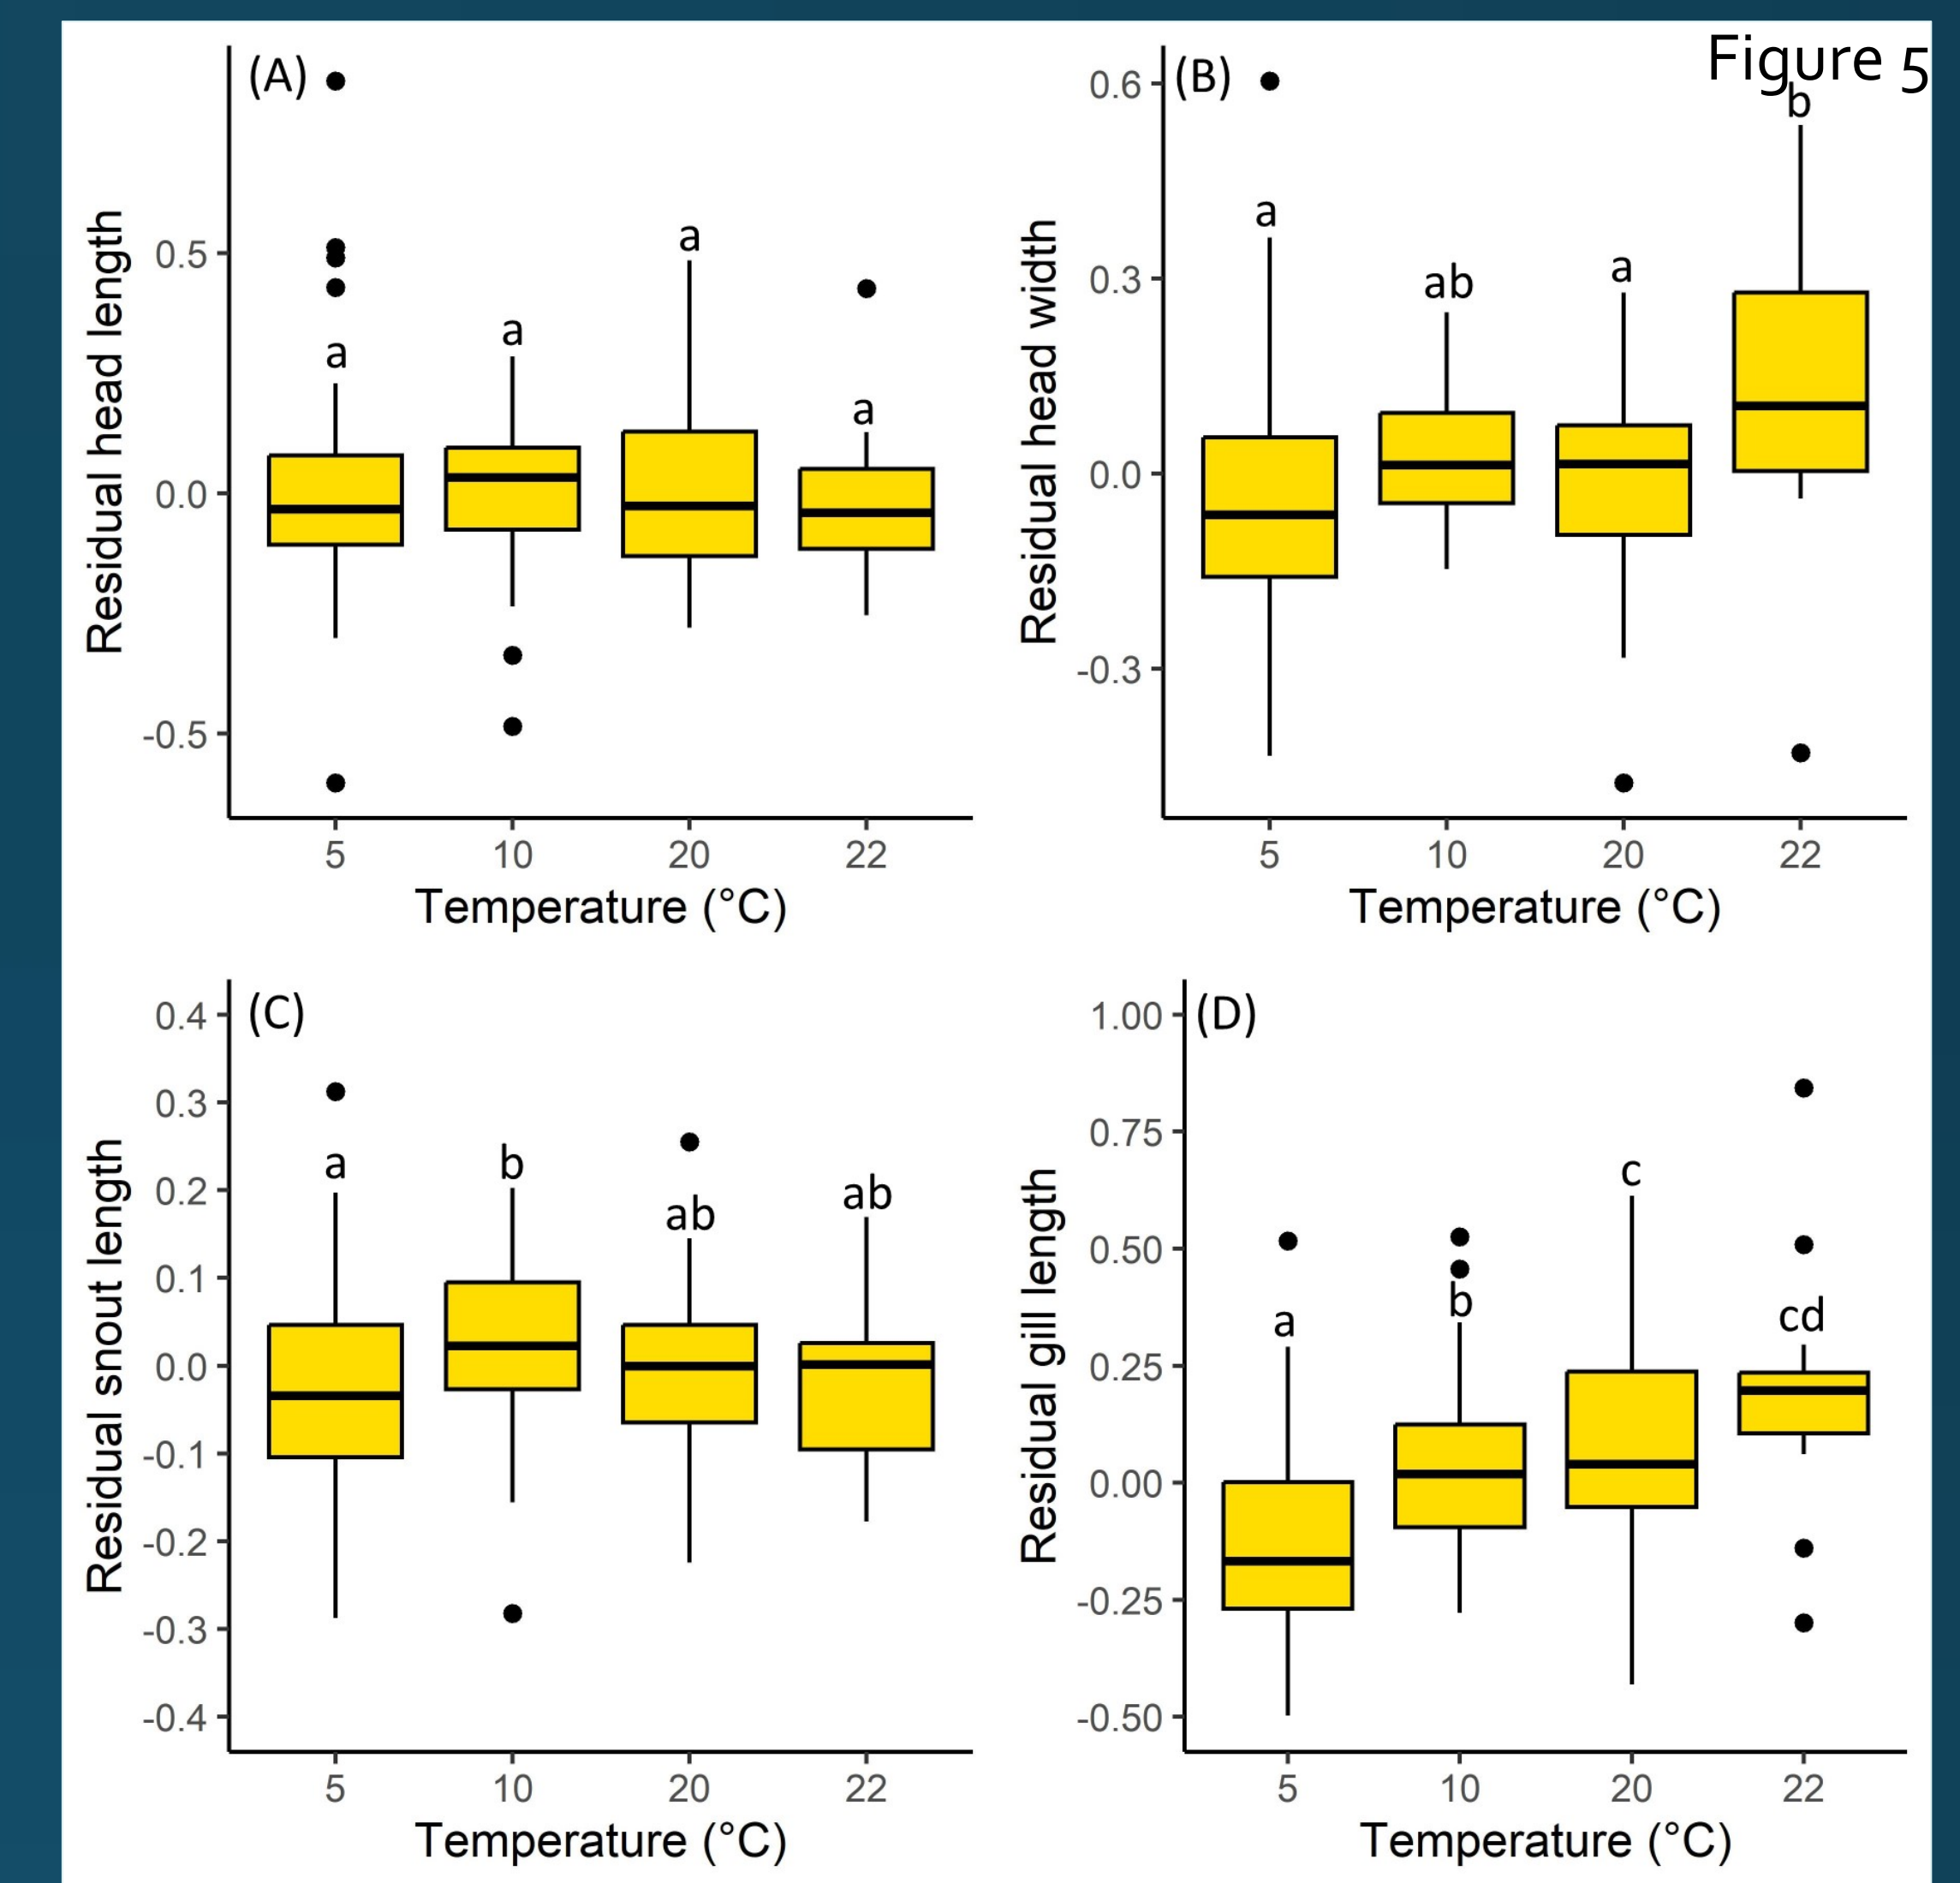 Figure 5
(A)
Residual head length
0.5
0.0
-0.5
a
a
a
a
5 10 20 22
Temperature (°C)
(B)
Residual head width
0.6
0.3
0.0
-0.3
a
ab
a
b
5 10 20 22
Temperature (°C)
(C)
Residual snout length
0.4
0.3
0.2
0.1
0.0
-0.1
-0.2
-0.3
-0.4
a
b
ab
ab
5 10 20 22
Temperature (°C)
(D)
Residual gill length
1.00
0.75
0.50
0.25
0.00
-0.25
-0.50
a
b
c
cd
5 10 20 22
Temperature (°C)